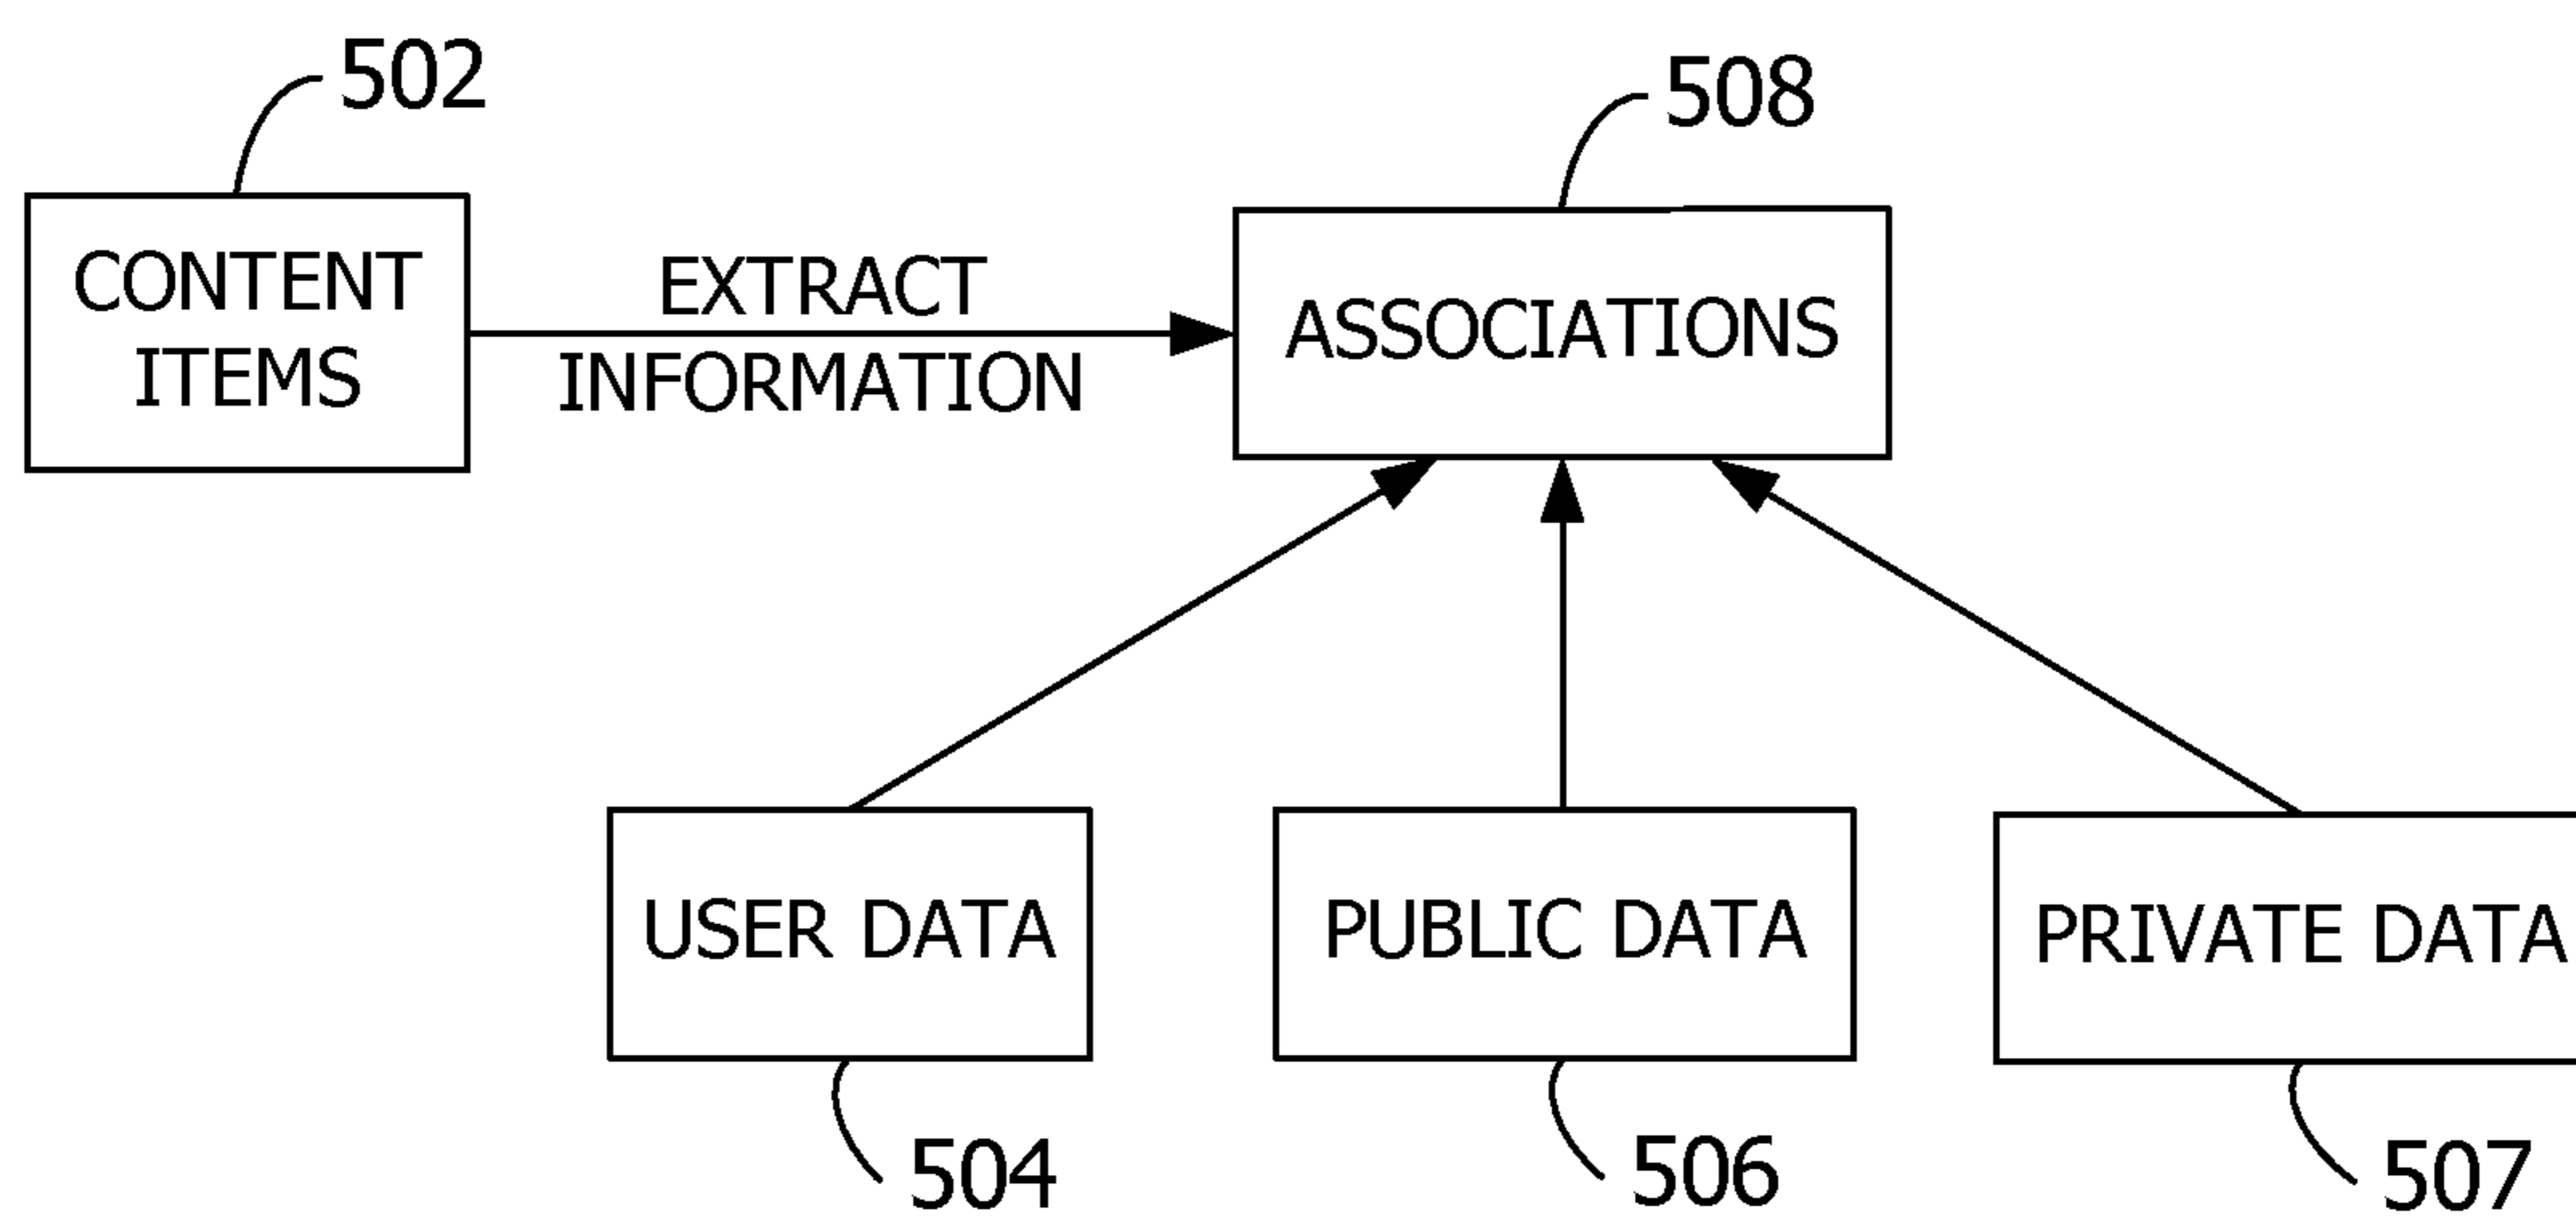 502
508
CONTENT
ITEMS
EXTRACT
INFORMATION
ASSOCIATIONS
USER DATA
PUBLIC DATA
PRIVATE DATA
504
506
507